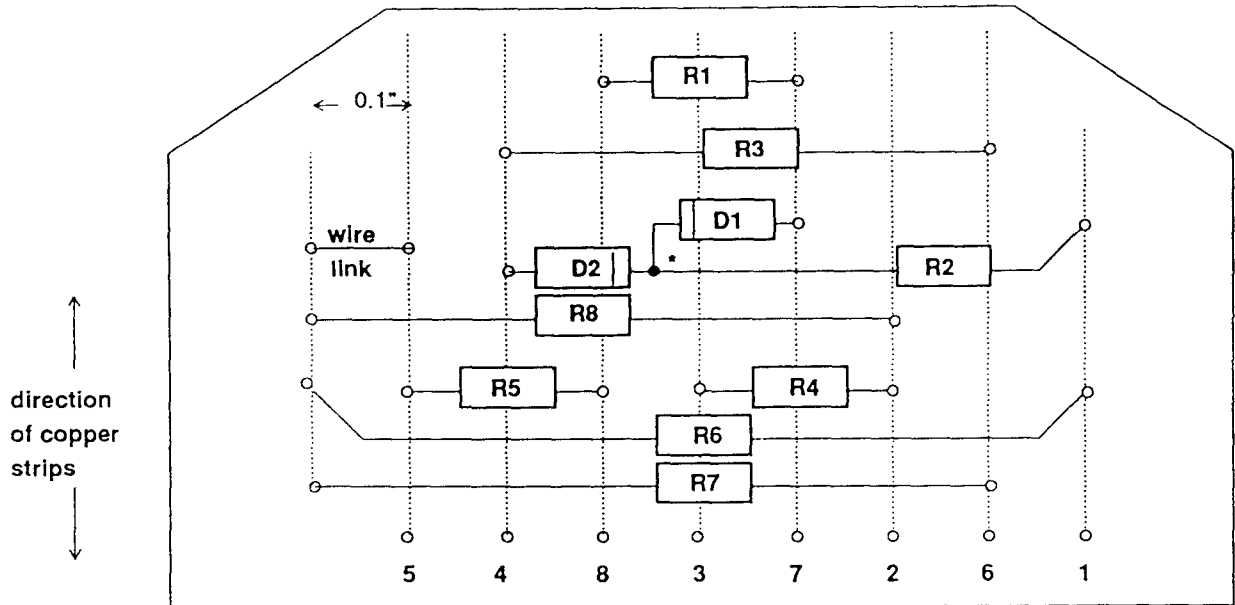 R1
0.1"
R3
D1
wire
link
D2
*
R2
R8
R5
R4
direction
of copper
strips
R6
R7
5 4 8 3 7 2 6 1